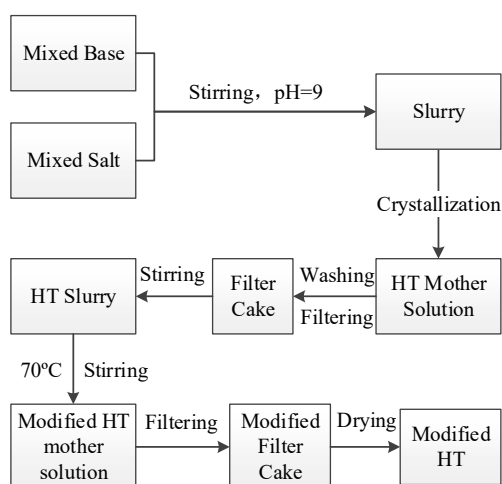 Mixed Base
Stirring，pH=9
Slurry
Mixed Salt
Crystallization
HT Slurry
Stirring
Filter
Cake
Washing
Filtering
HT Mother
Solution
70ºC
Stirring
Modified HT
mother
solution
Filtering
Modified
Filter
Cake
Drying
Modified
HT